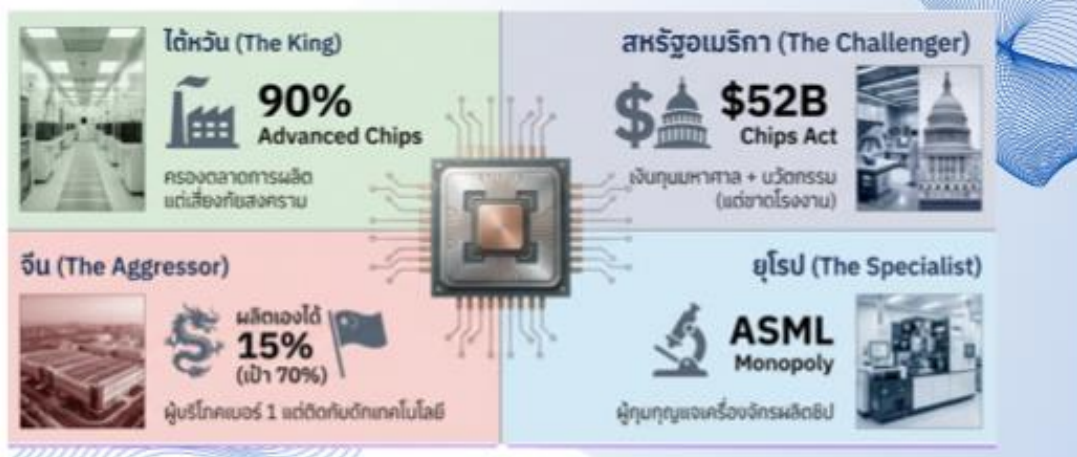 ไต้หวัน (The King)
90%
Advanced Chips
ครองตลาดการผลิต
แต่เสี่ยงภัยสงคราม
สหรัฐอเมริกา (The Challenger)
$52B
Chips Act
เงินทุนมหาศาล + นวัตกรรม
(แต่ขาดโรงงาน)
จีน (The Aggressor)
ผลิตเองได้
15%
(เป้า 70%)
ผู้บริโภคเบอร์ 1 แต่ติดกับดักเทคโนโลยี
ยุโรป (The Specialist)
ASML
Monopoly
ผู้กุมกุญแจเครื่องจักรผลิตชิป